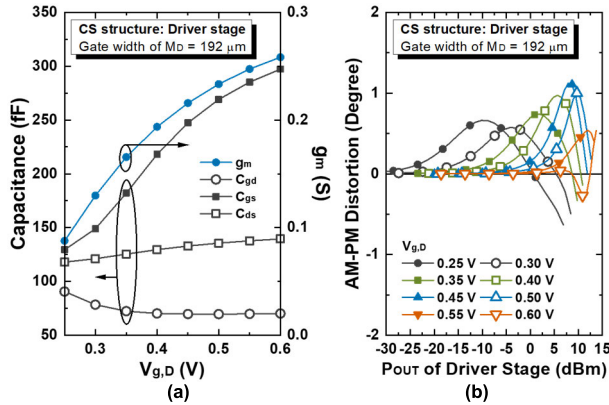 CS structure: Driver stage
Gate width of MD = 192 μm
Capacitance (fF)
350
300
250
200
150
100
50
gm
Cgd
Cgs
Cds
0.3
0.2
0.1
0.0
gm (S)
0.3 0.4 0.5 0.6
Vg,D (V)
(a)
CS structure: Driver stage
Gate width of MD = 192 μm
AM-PM Distortion (Degree)
2
1
0
-1
-2
Vg,D
0.25 V 0.30 V
0.35 V 0.40 V
0.45 V 0.50 V
0.55 V 0.60 V
-30 -25 -20 -15 -10 -5 0 5 10 15
POUT of Driver Stage (dBm)
(b)